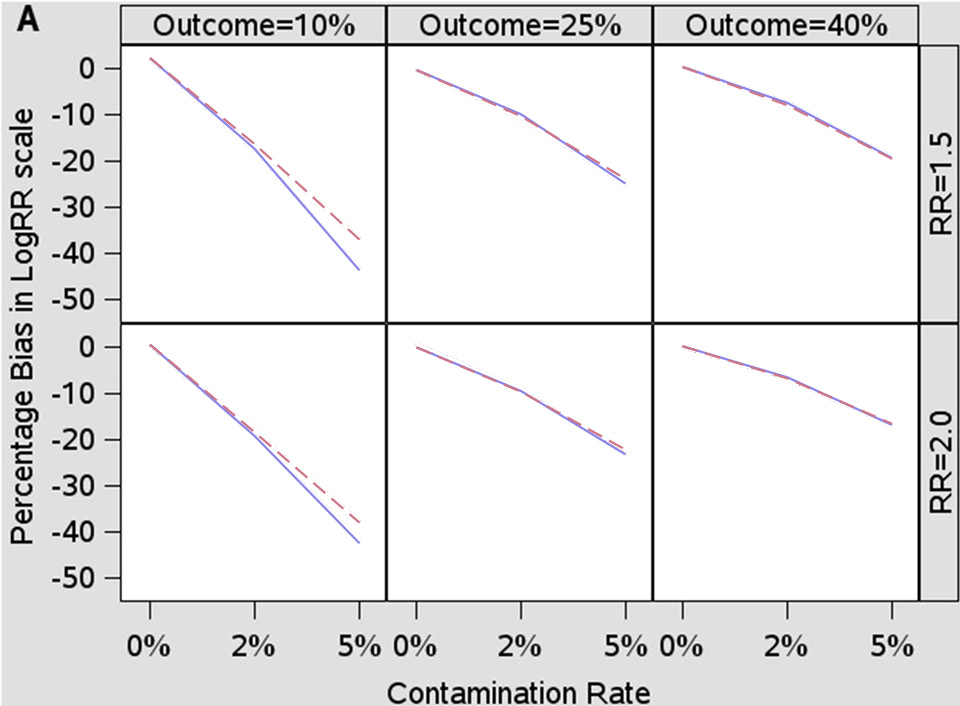 A
Outcome=10% Outcome=25% Outcome=40%
Percentage Bias in LogRR scale
0
-10
-20
-30
-40
-50
RR=1.5
0
-10
-20
-30
-40
-50
RR=2.0
0% 2% 5% 0% 2% 5% 0% 2% 5%
Contamination Rate